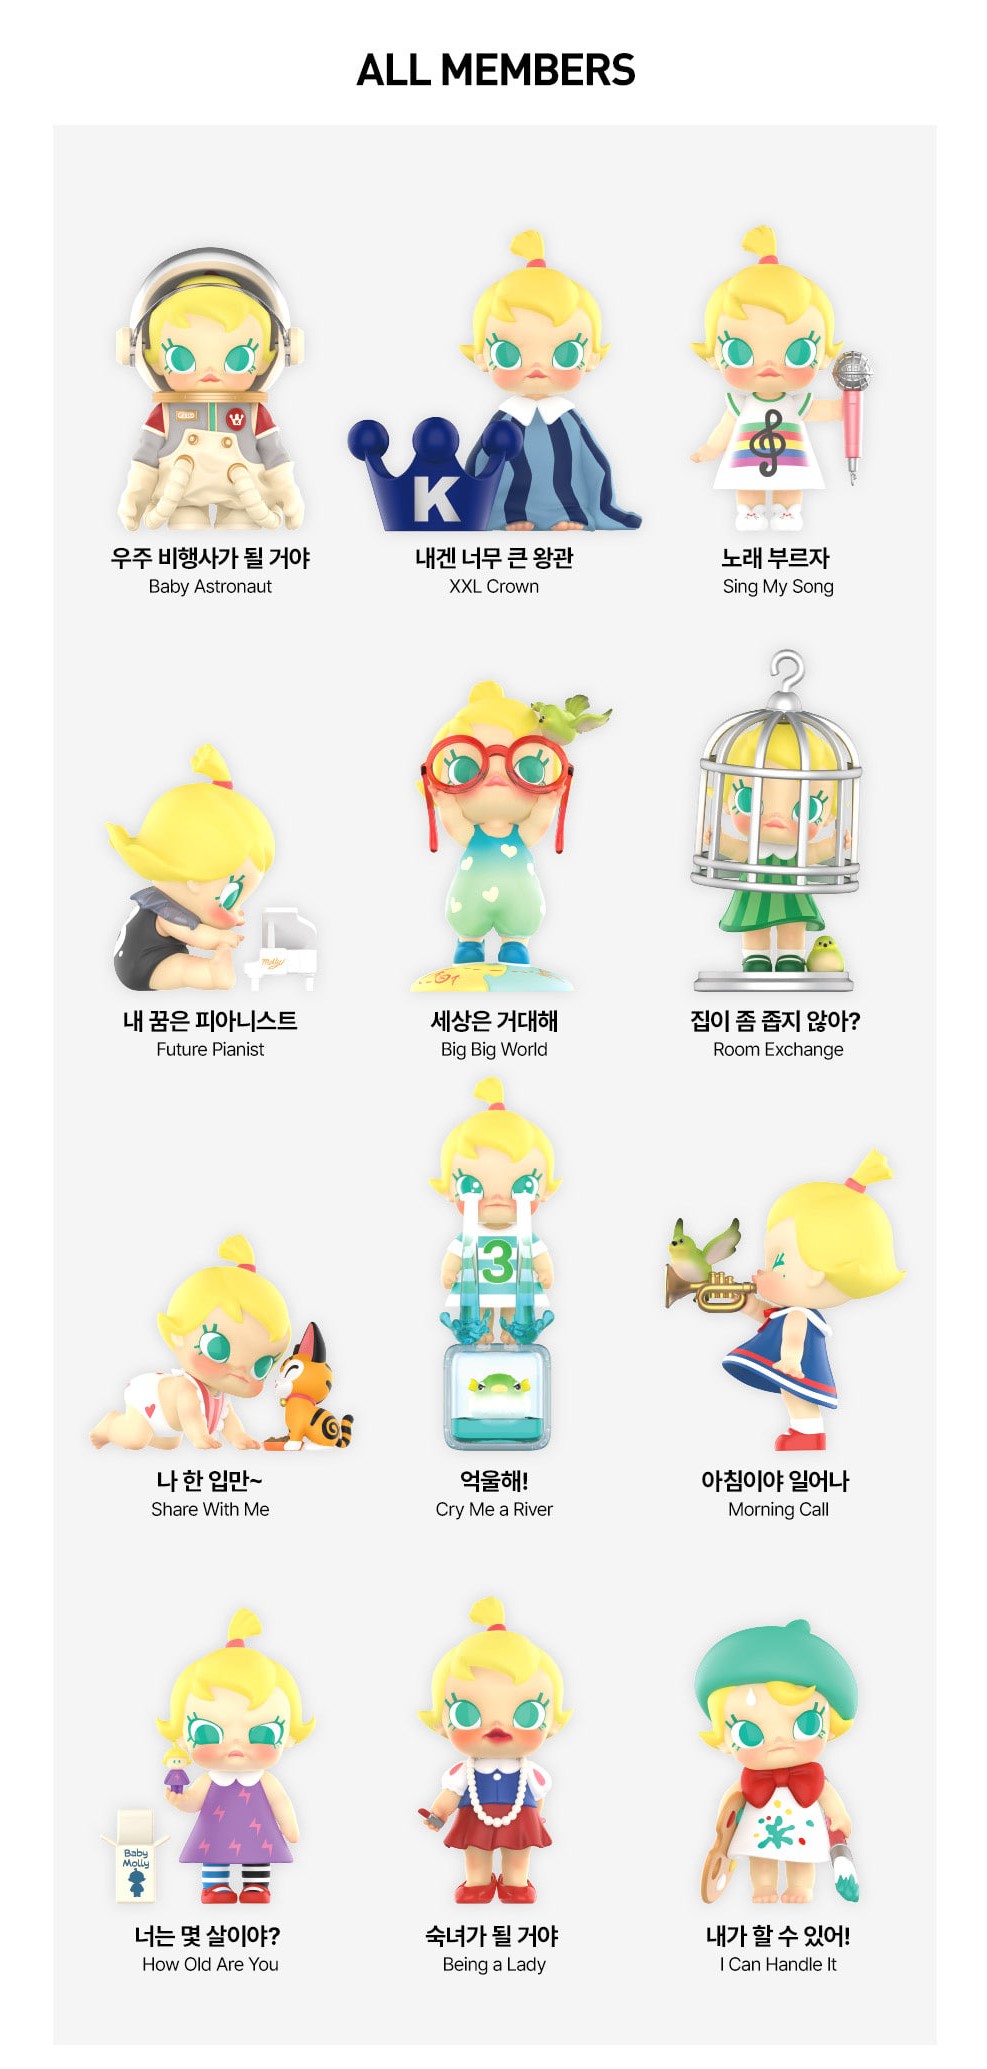 ALL MEMBERS
K
우주 비행사가 될 거야
Baby Astronaut
내겐 너무 큰 왕관
XXL Crown
노래 부르자
Sing My Song
Molly
내 꿈은 피아니스트
Future Pianist
세상은 거대해
Big Big World
집이 좀 좁지 않아?
Room Exchange
3
나 한 입만~
Share With Me
억울해!
Cry Me a River
아침이야 일어나
Morning Call
Baby
Molly
너는 몇 살이야?
How Old Are You
숙녀가 될 거야
Being a Lady
내가 할 수 있어!
I Can Handle It